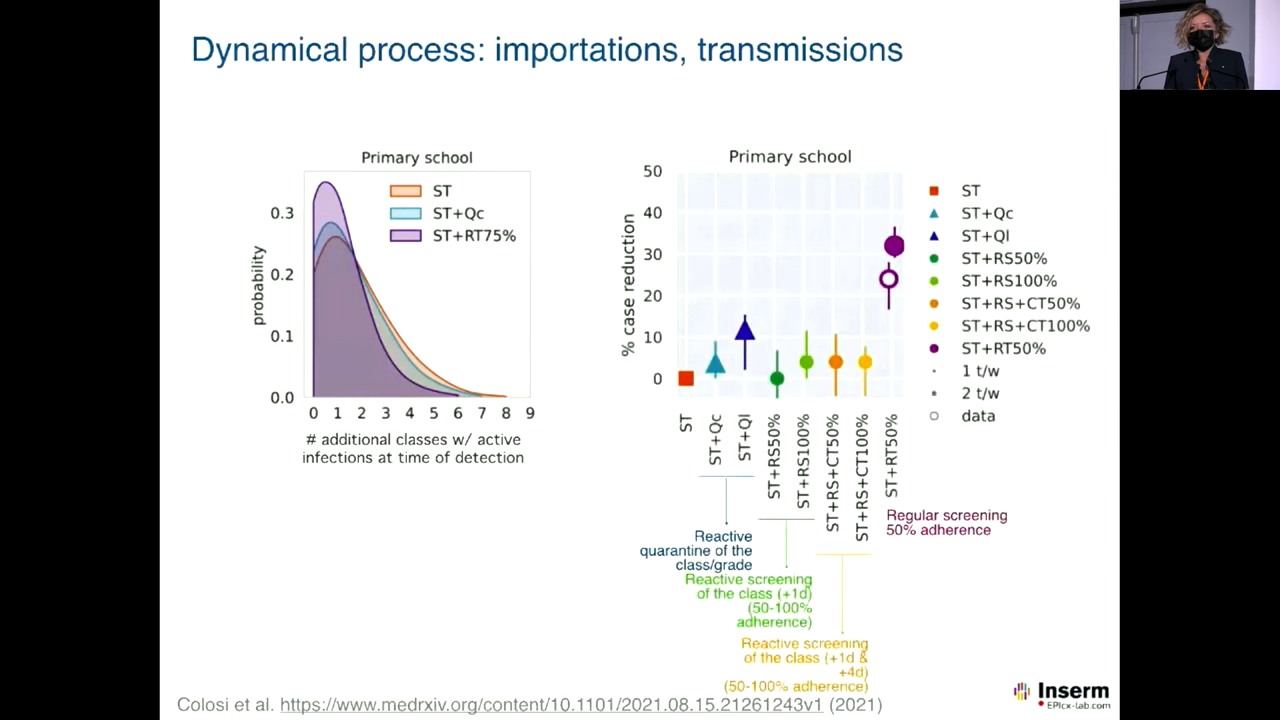 Dynamical process: importations, transmissions
Primary school
ST
ST+Qc
ST+RT75%
0.3
0.2
0.1
0.0
probability
0 1 2 3 4 5 6 7 8 9
# additional classes w/ active
infections at time of detection
Primary school
50
40
30
20
10
0
% case reduction
ST
ST+Qc
ST+Ql
ST+RS50%
ST+RS100%
ST+RS+CT50%
ST+RS+CT100%
ST+RT50%
ST
ST+Qc
ST+Ql
ST+RS50%
ST+RS100%
ST+RS+CT50%
ST+RS+CT100%
ST+RT50%
1 t/w
2 t/w
data
Regular screening
50% adherence
Reactive
quarantine of the
class/grade
Reactive screening
of the class (+1d)
(50-100%
adherence)
Reactive screening
of the class (+1d &
+4d)
(50-100% adherence)
Colosi et al. https://www.medrxiv.org/content/10.1101/2021.08.15.21261243v1 (2021)
Inserm
EPIcx-lab.com